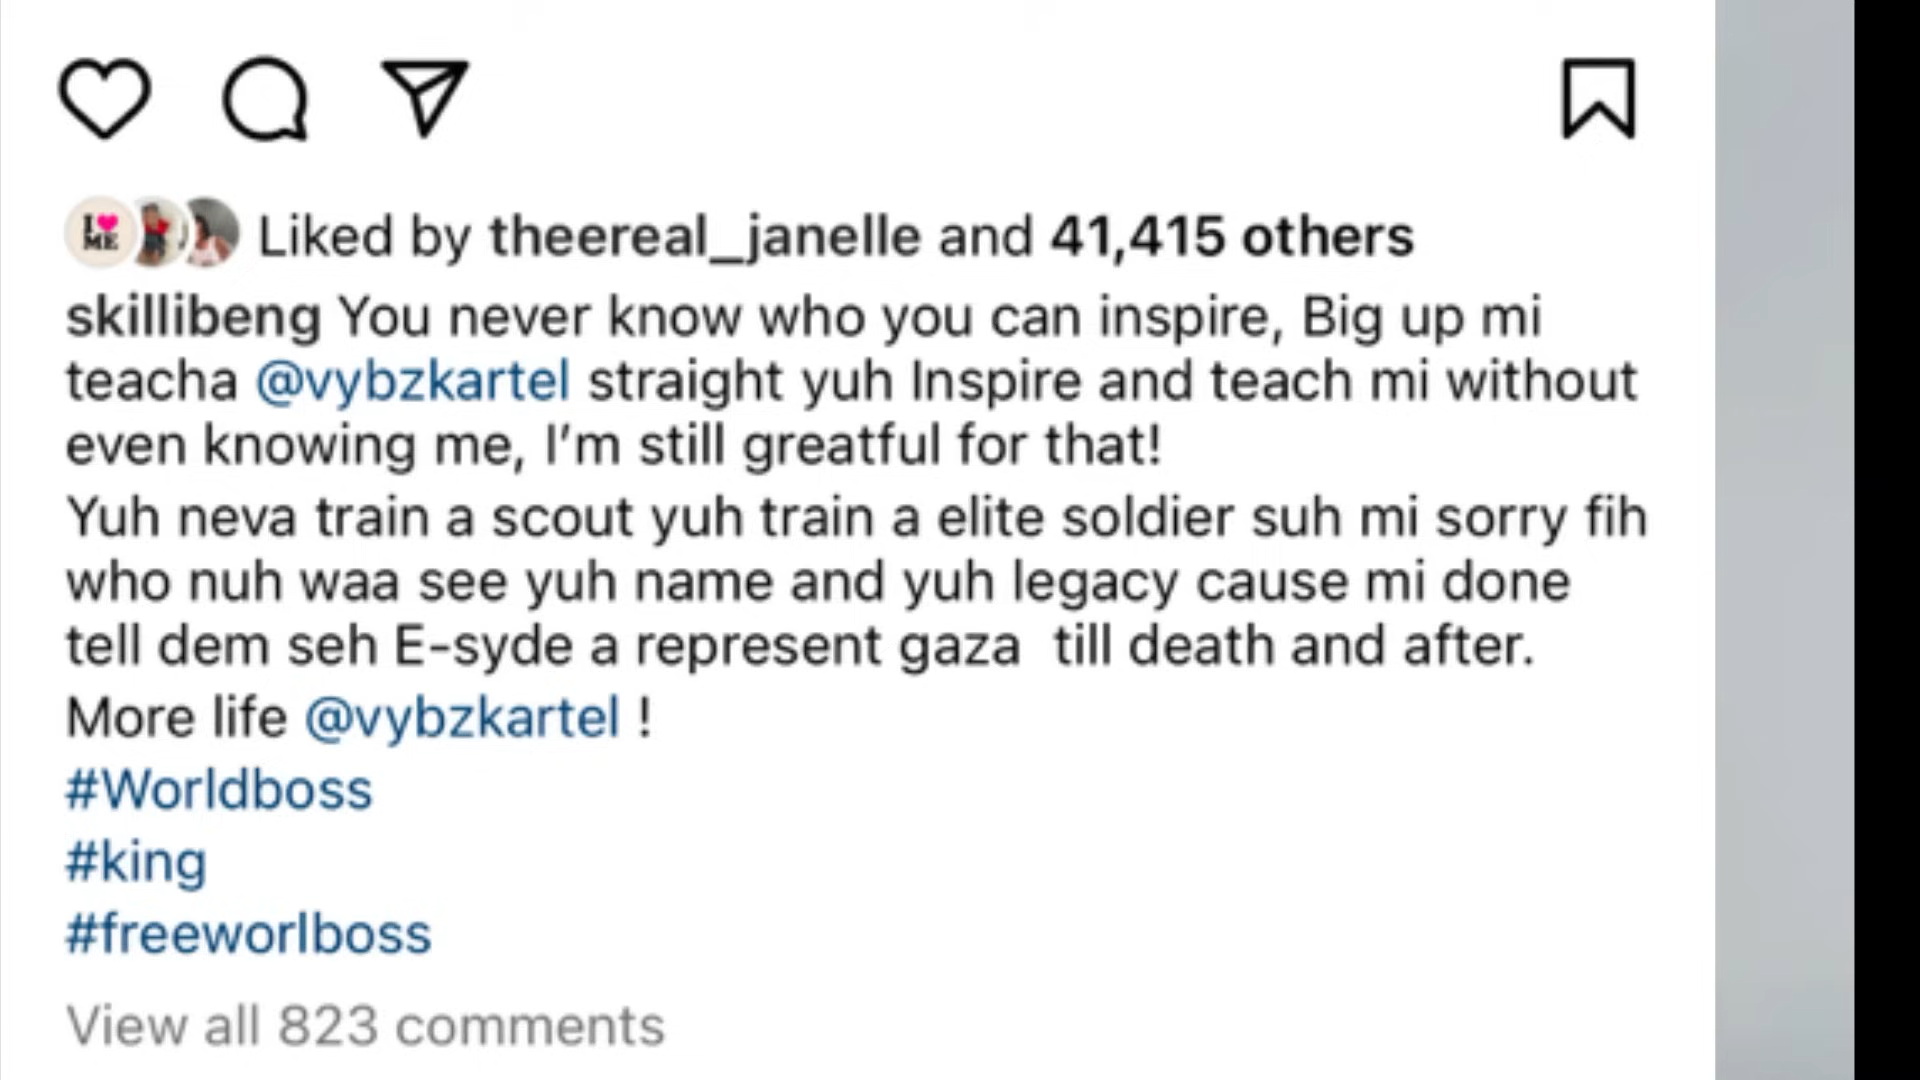 I ♥
ME
Liked by theereal_janelle and 41,415 others
skillibeng You never know who you can inspire, Big up mi
teacha @vybzkartel straight yuh Inspire and teach mi without
even knowing me, I'm still greatful for that!
Yuh neva train a scout yuh train a elite soldier suh mi sorry fih
who nuh waa see yuh name and yuh legacy cause mi done
tell dem seh E-syde a represent gaza  till death and after.
More life @vybzkartel !
#Worldboss
#king
#freeworlboss
View all 823 comments